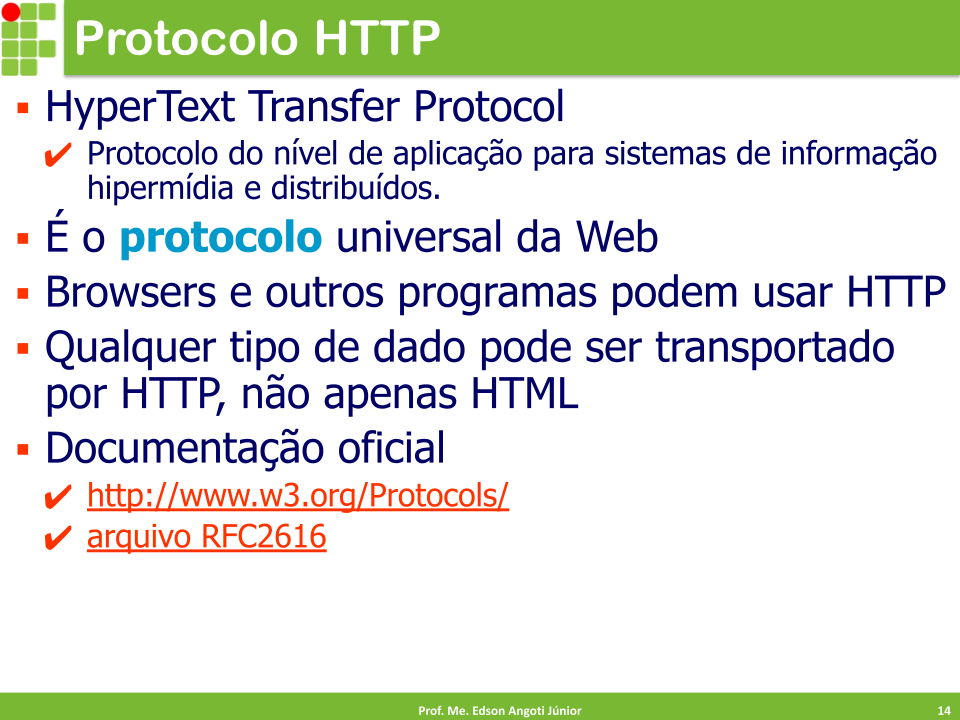 Protocolo HTTP
▪ HyperText Transfer Protocol
✔ Protocolo do nível de aplicação para sistemas de informação
hipermídia e distribuídos.
▪ É o protocolo universal da Web
▪ Browsers e outros programas podem usar HTTP
▪ Qualquer tipo de dado pode ser transportado
por HTTP, não apenas HTML
▪ Documentação oficial
✔ http://www.w3.org/Protocols/
✔ arquivo RFC2616
Prof. Me. Edson Angoti Júnior
14